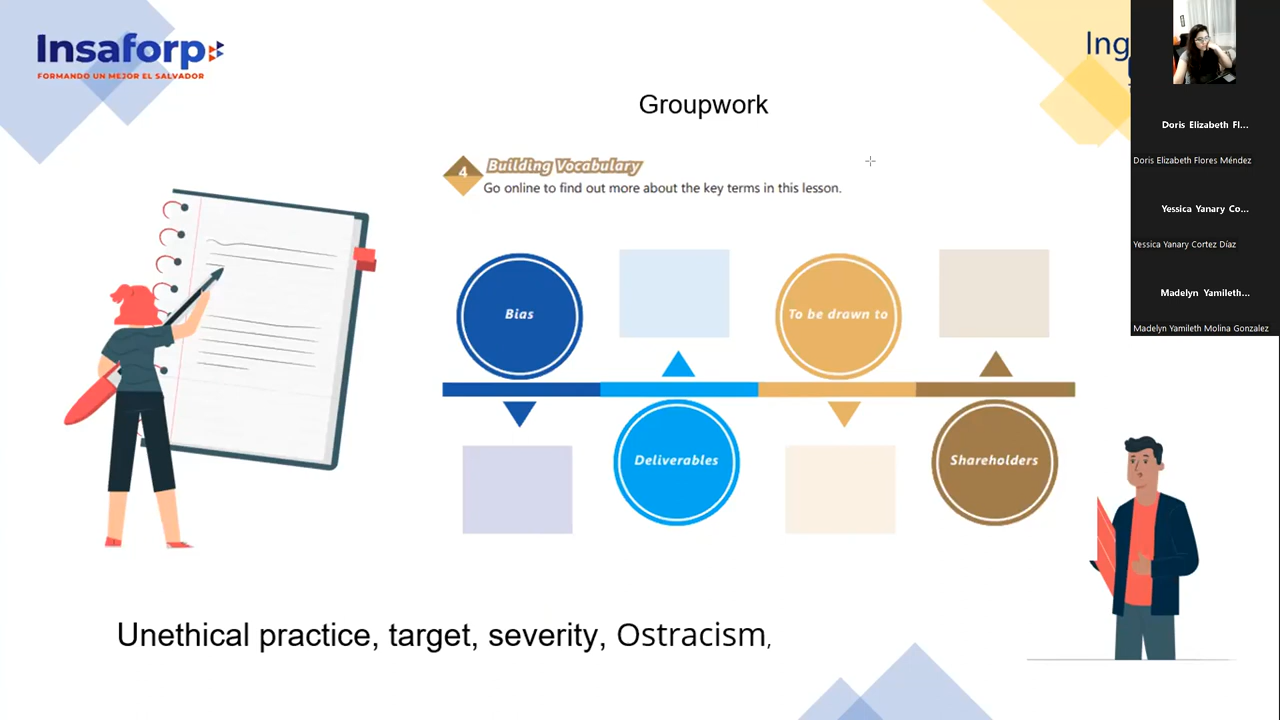 Insaforp
FORMANDO UN MEJOR EL SALVADOR
Ing
Groupwork
4
Building Vocabulary
Go online to find out more about the key terms in this lesson.
Bias
To be drawn to
Deliverables
Shareholders
Unethical practice, target, severity, Ostracism,
Doris Elizabeth Fl...
Doris Elizabeth Flores Méndez
Yessica Yanary Co...
Yessica Yanary Cortez Díaz
Madelyn Yamileth...
Madelyn Yamileth Molina Gonzalez